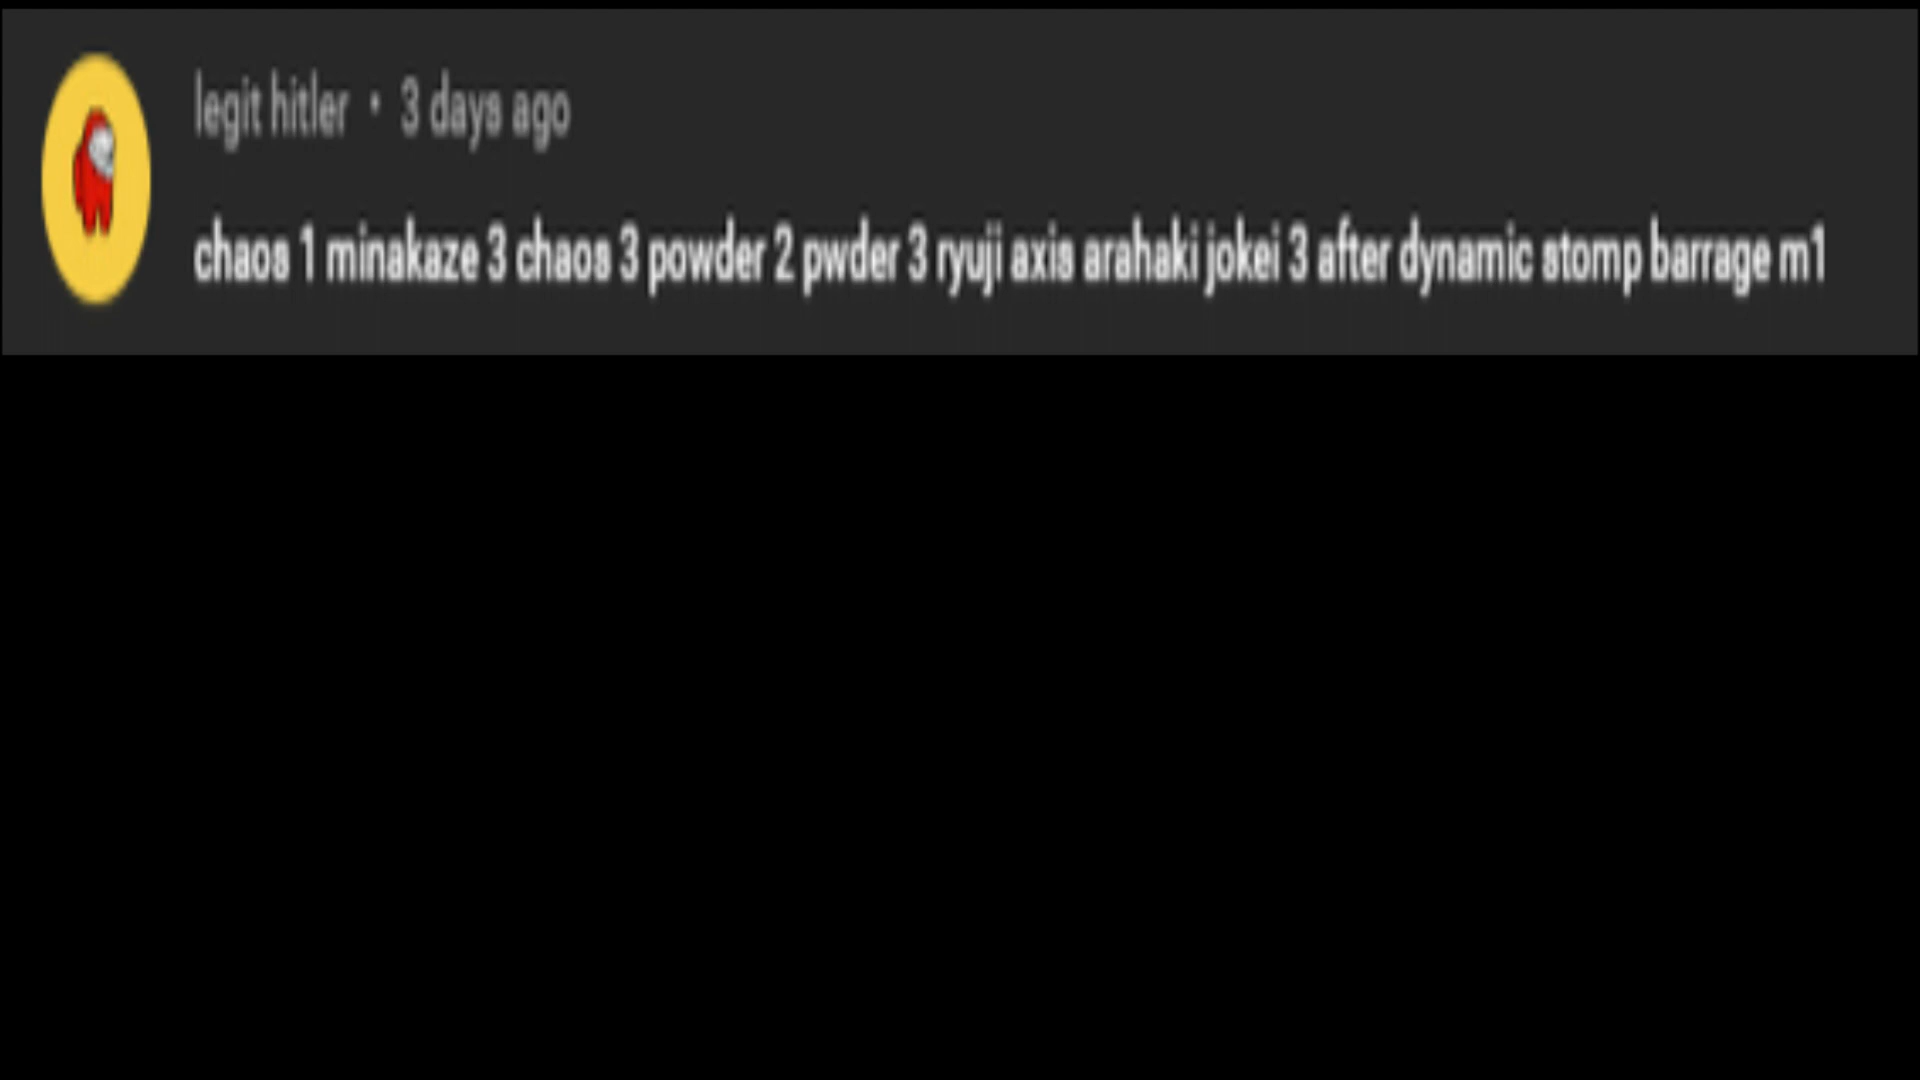 legit hitler • 3 days ago
chaos 1 minakaze 3 chaos 3 powder 2 pwder 3 ryuji axis arahaki jokei 3 after dynamic stomp barrage m1